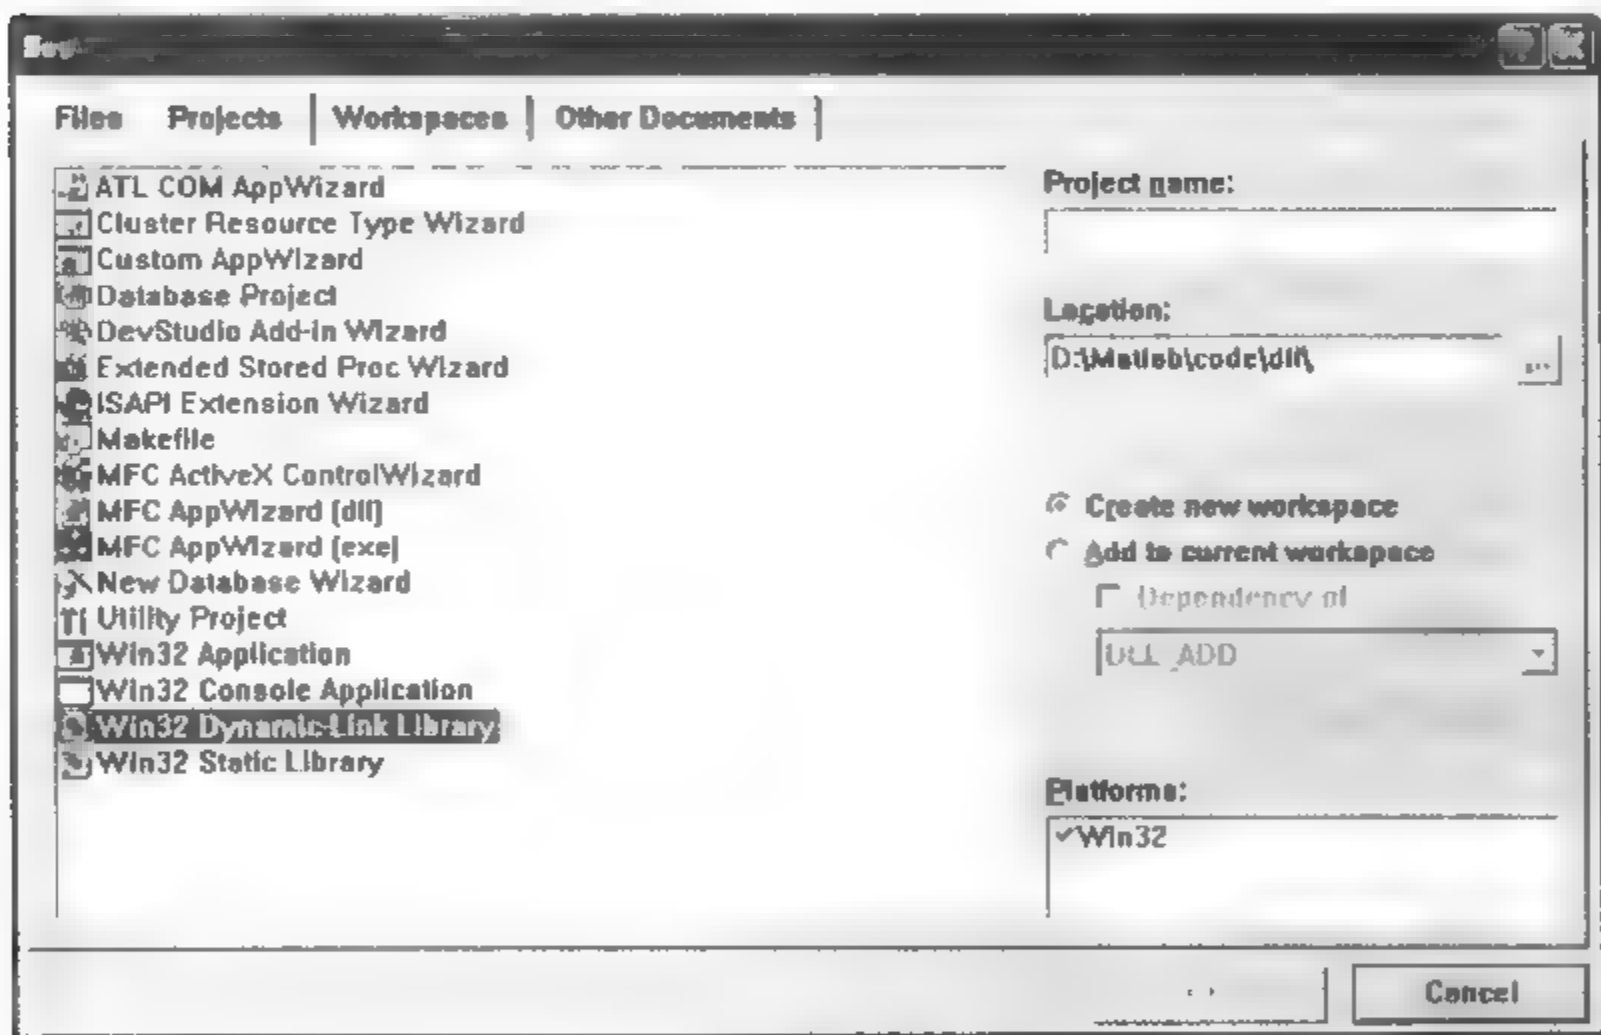 Files Projects Workspaces Other Documents
ATL COM AppWizard
Cluster Resource Type Wizard
Custom AppWizard
Database Project
DevStudio Add-in Wizard
Extended Stored Proc Wizard
ISAPI Extension Wizard
Makefile
MFC ActiveX ControlWizard
MFC AppWizard (dll)
MFC AppWizard (exe)
New Database Wizard
Utility Project
Win32 Application
Win32 Console Application
Win32 Dynamic-Link Library
Win32 Static Library
Project name:
Location:
D:\Matlab\code\dll\
...
Create new workspace
Add to current workspace
Dependency of
DLL_ADD
Platforms:
Win32
Cancel